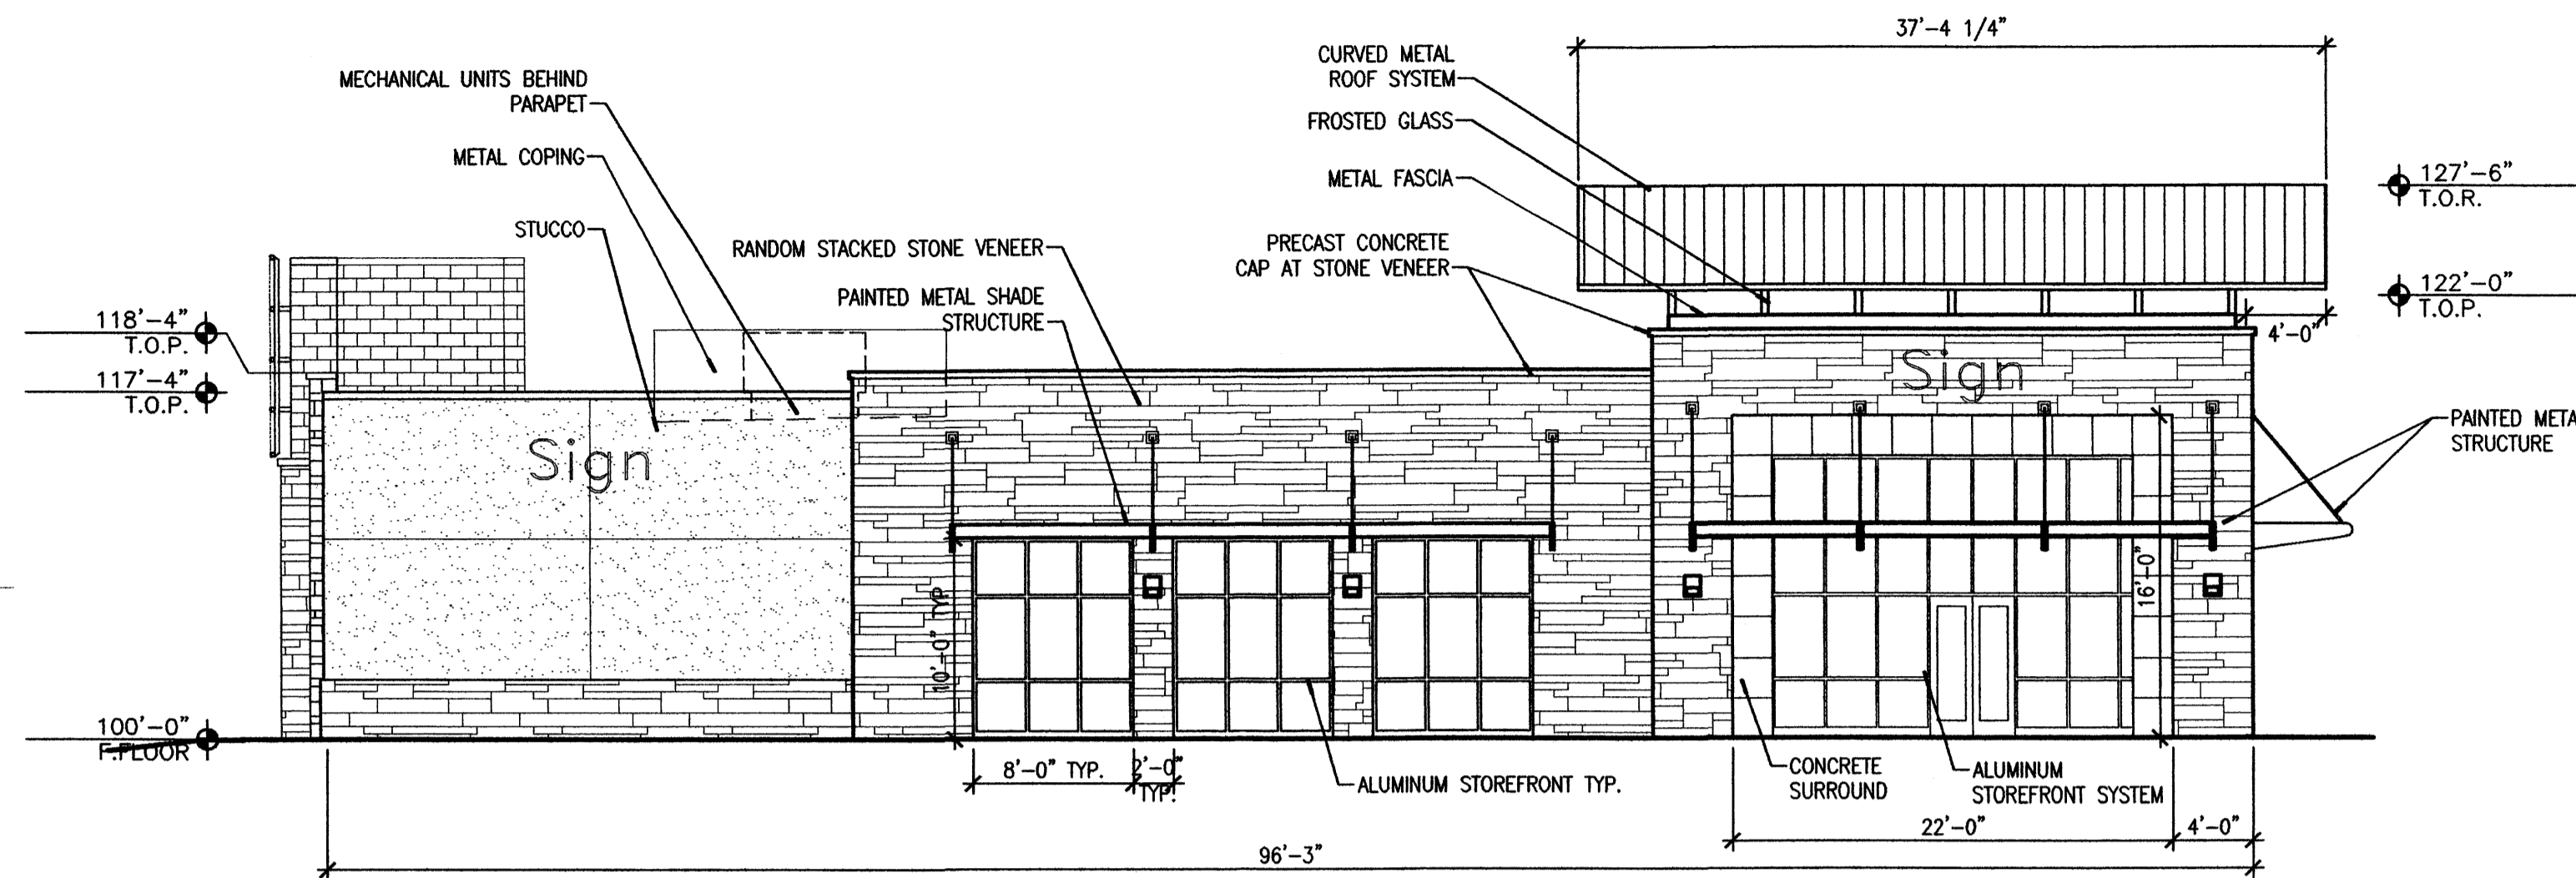 37'-4 1/4"
CURVED METAL
ROOF SYSTEM
MECHANICAL UNITS BEHIND
PARAPET
FROSTED GLASS
METAL COPING
METAL FASCIA
127'-6"
T.O.R.
STUCCO
RANDOM STACKED STONE VENEER
PRECAST CONCRETE
CAP AT STONE VENEER
PAINTED METAL SHADE
STRUCTURE
122'-0"
T.O.P.
118'-4"
T.O.P.
4'-0"
117'-4"
T.O.P.
Sign
Sign
PAINTED META
STRUCTURE
10'-0" TYP
16'-0"
100'-0"
F.FLOOR
8'-0" TYP.
2'-0"
TYP.
ALUMINUM STOREFRONT TYP.
CONCRETE
SURROUND
ALUMINUM
STOREFRONT SYSTEM
22'-0"
4'-0"
96'-3"